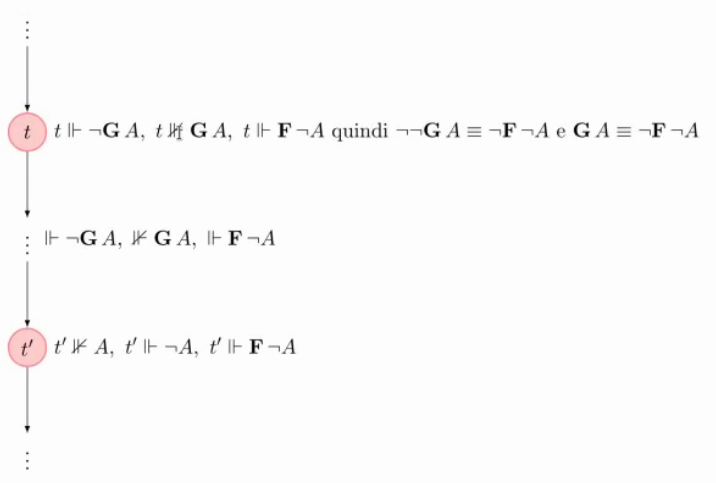 ⋮
t t ⊩ ¬G A, t ⊮ G A, t ⊩ F ¬A quindi ¬¬G A ≡ ¬F ¬A e G A ≡ ¬F ¬A
⋮ ⊩ ¬G A, ⊮ G A, ⊩ F ¬A
t′ t′ ⊮ A, t′ ⊩ ¬A, t′ ⊩ F ¬A
⋮